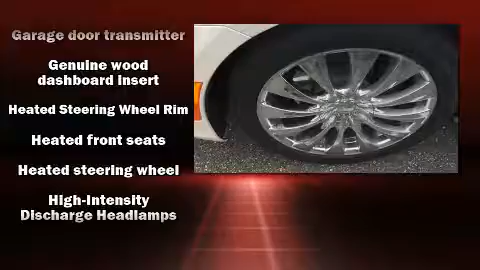 Garage door transmitter
Genuine wood
dashboard insert
Heated Steering Wheel Rim
Heated front seats
Heated steering wheel
High-Intensity
Discharge Headlamps